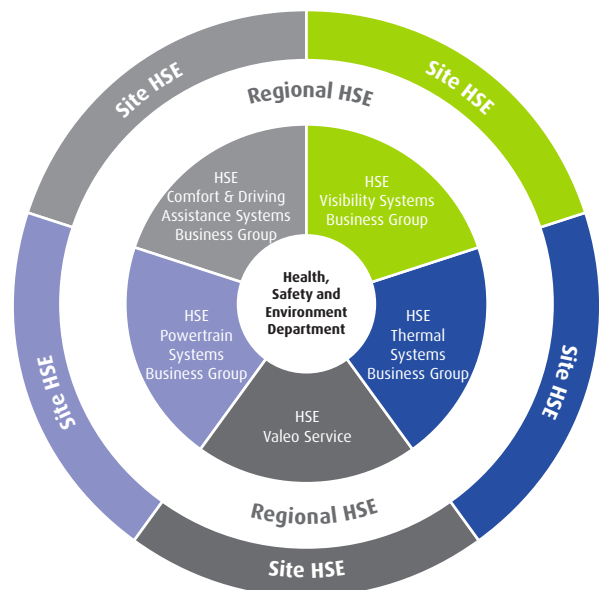 Site HSE
Site HSE
Regional HSE
HSE
Comfort & Driving
Assistance Systems
Business Group
HSE
Visibility Systems
Business Group
Health,
Safety and
Environment
Department
HSE
Powertrain
Systems
Business Group
HSE
Thermal
Systems
Business Group
Site HSE
Site HSE
HSE
Valeo Service
Regional HSE
Site HSE